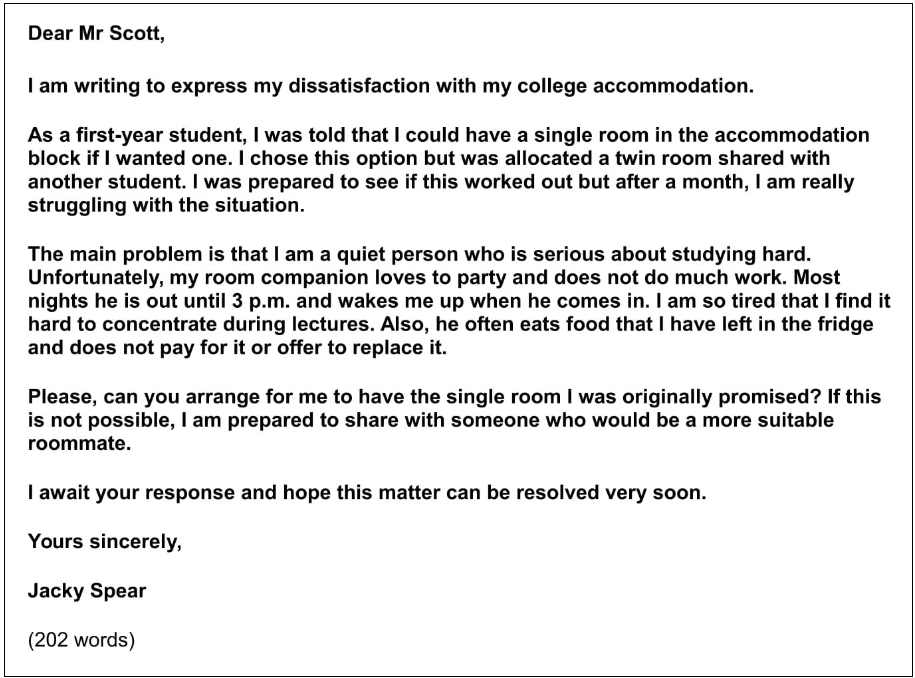 Dear Mr Scott,
I am writing to express my dissatisfaction with my college accommodation.
As a first-year student, I was told that I could have a single room in the accommodation
block if I wanted one. I chose this option but was allocated a twin room shared with
another student. I was prepared to see if this worked out but after a month, I am really
struggling with the situation.
The main problem is that I am a quiet person who is serious about studying hard.
Unfortunately, my room companion loves to party and does not do much work. Most
nights he is out until 3 p.m. and wakes me up when he comes in. I am so tired that I find it
hard to concentrate during lectures. Also, he often eats food that I have left in the fridge
and does not pay for it or offer to replace it.
Please, can you arrange for me to have the single room I was originally promised? If this
is not possible, I am prepared to share with someone who would be a more suitable
roommate.
I await your response and hope this matter can be resolved very soon.
Yours sincerely,
Jacky Spear
(202 words)